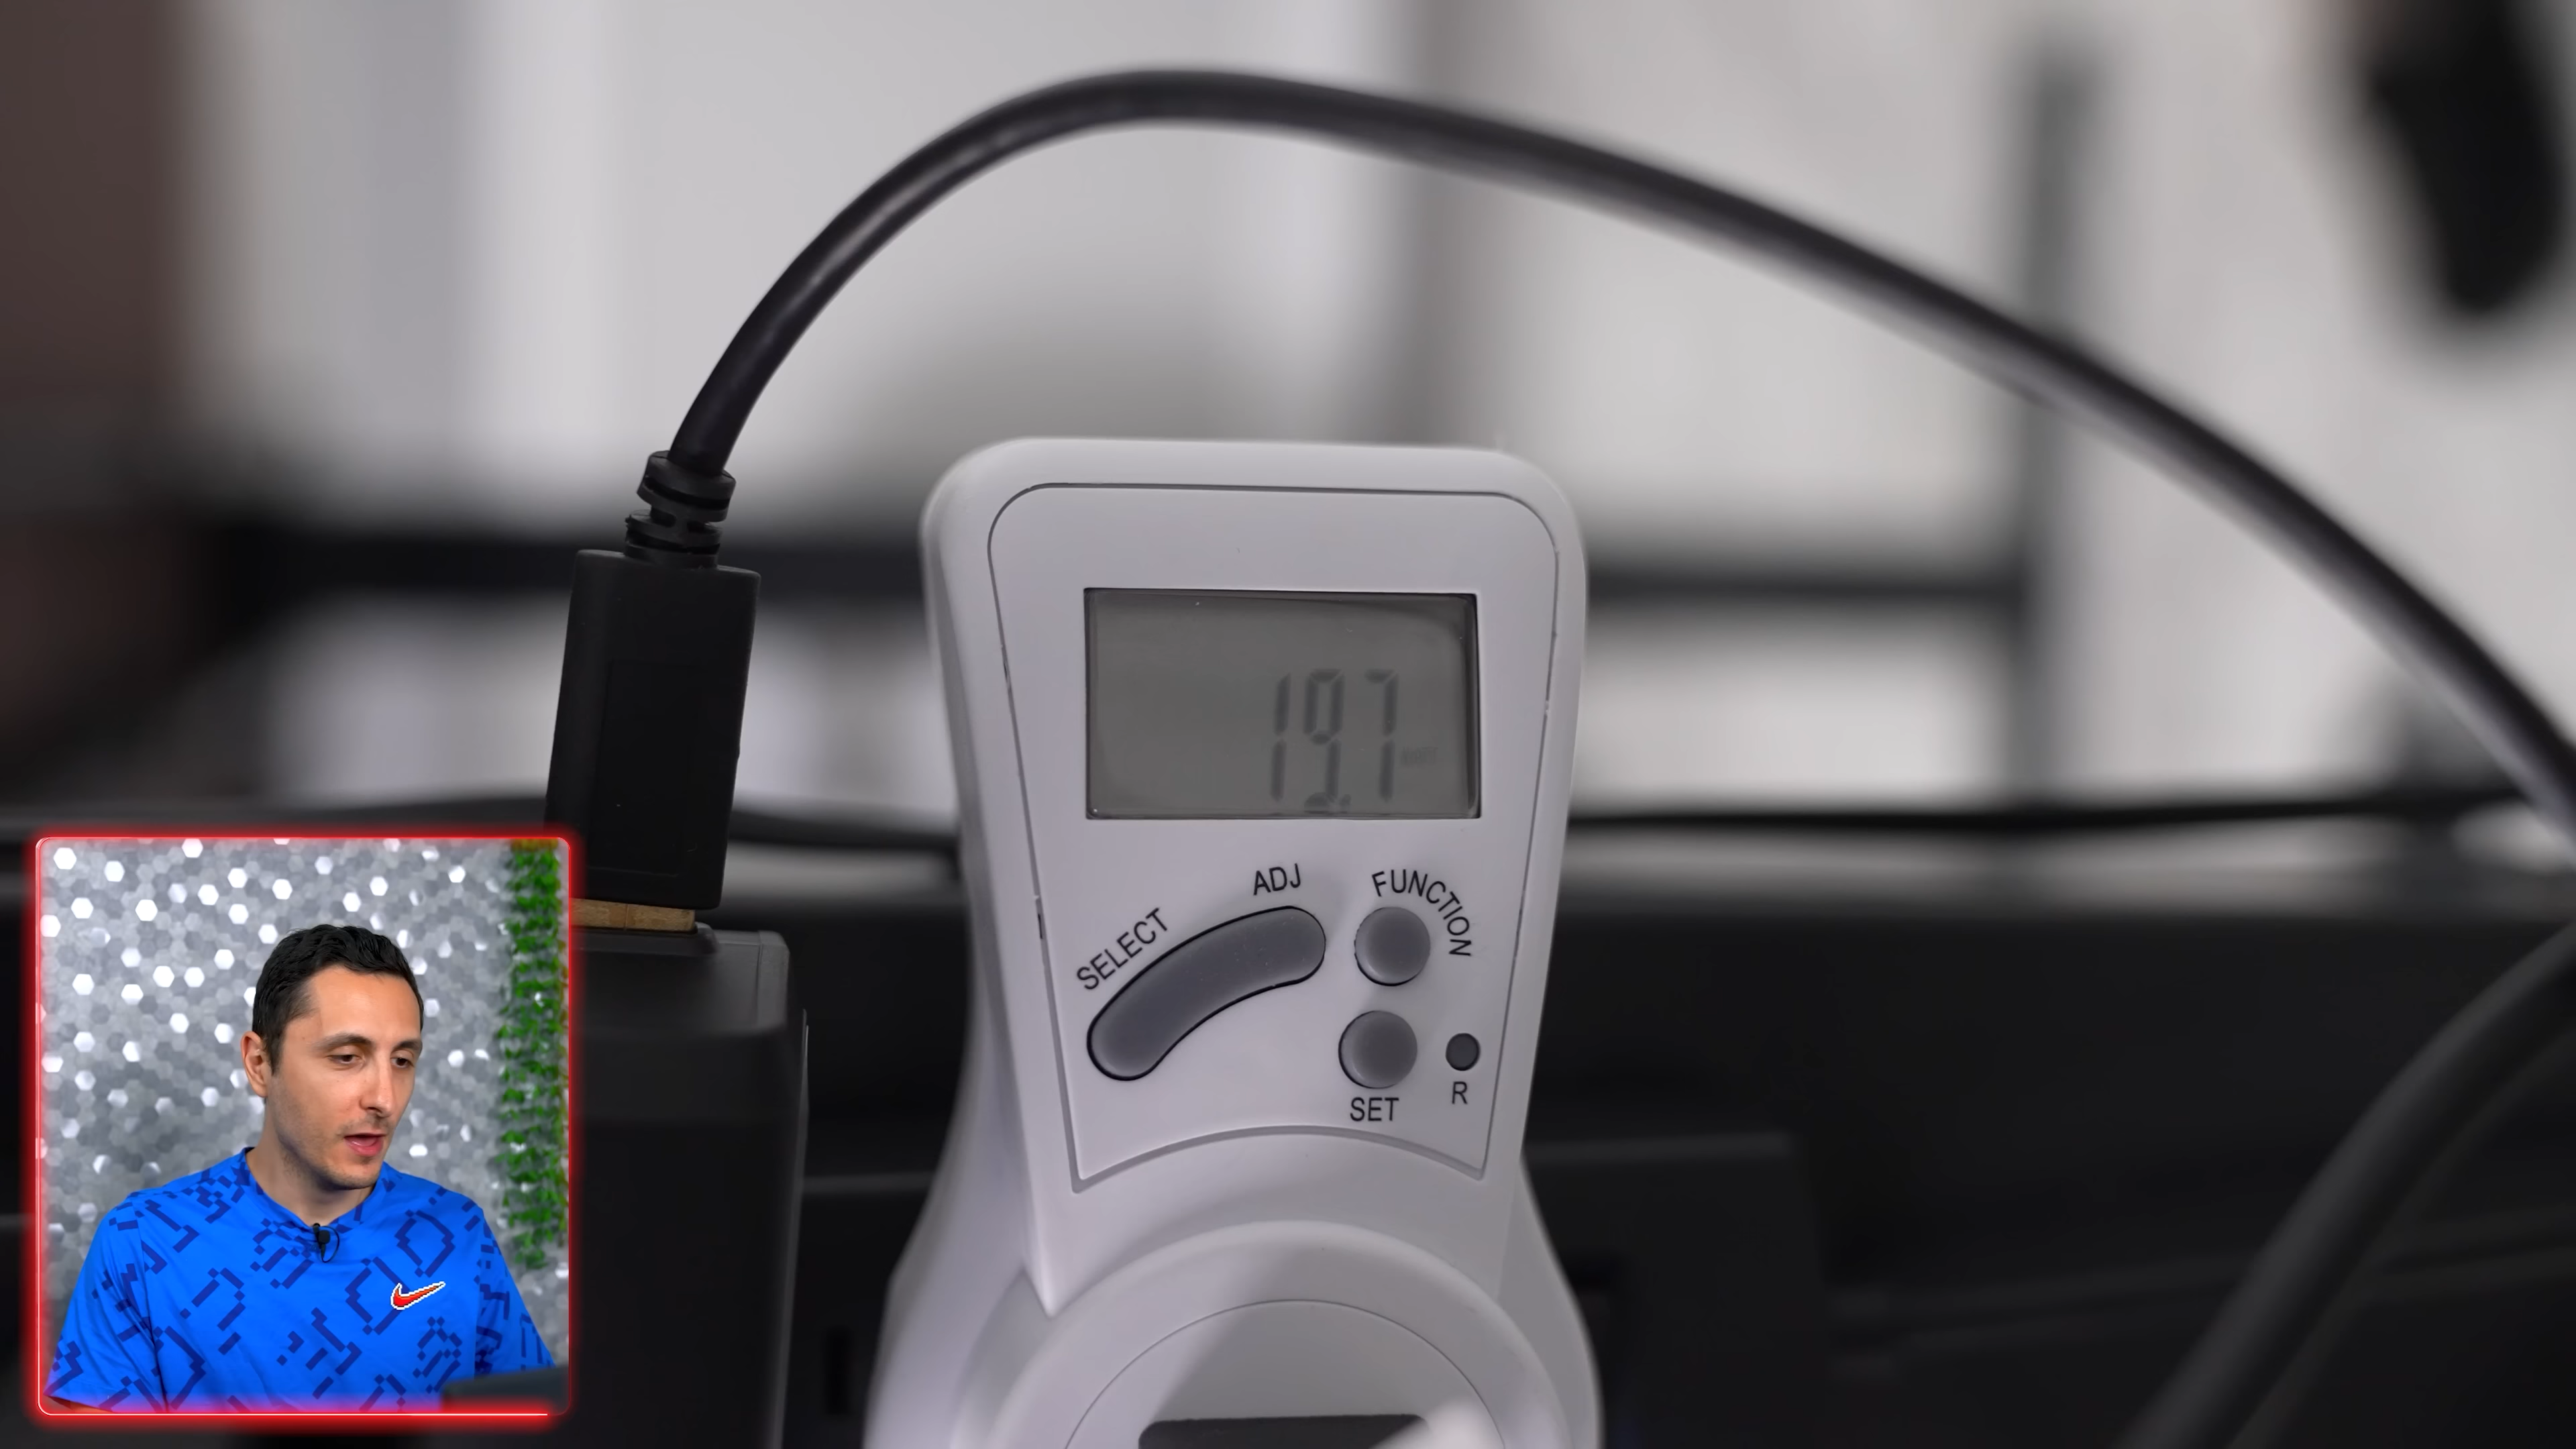 19.7
ADJ
FUNCTION
SELECT
SET
R